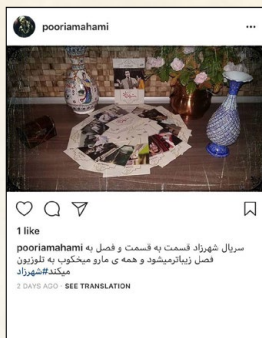 pooriamahami
1 like
pooriamahami سریال شهرزاد قسمت به قسمت و فصل به
فصل زیباترمیشود و همه ی مارو میخکوب به تلوزیون
میکند#شهرزاد
2 DAYS AGO · SEE TRANSLATION